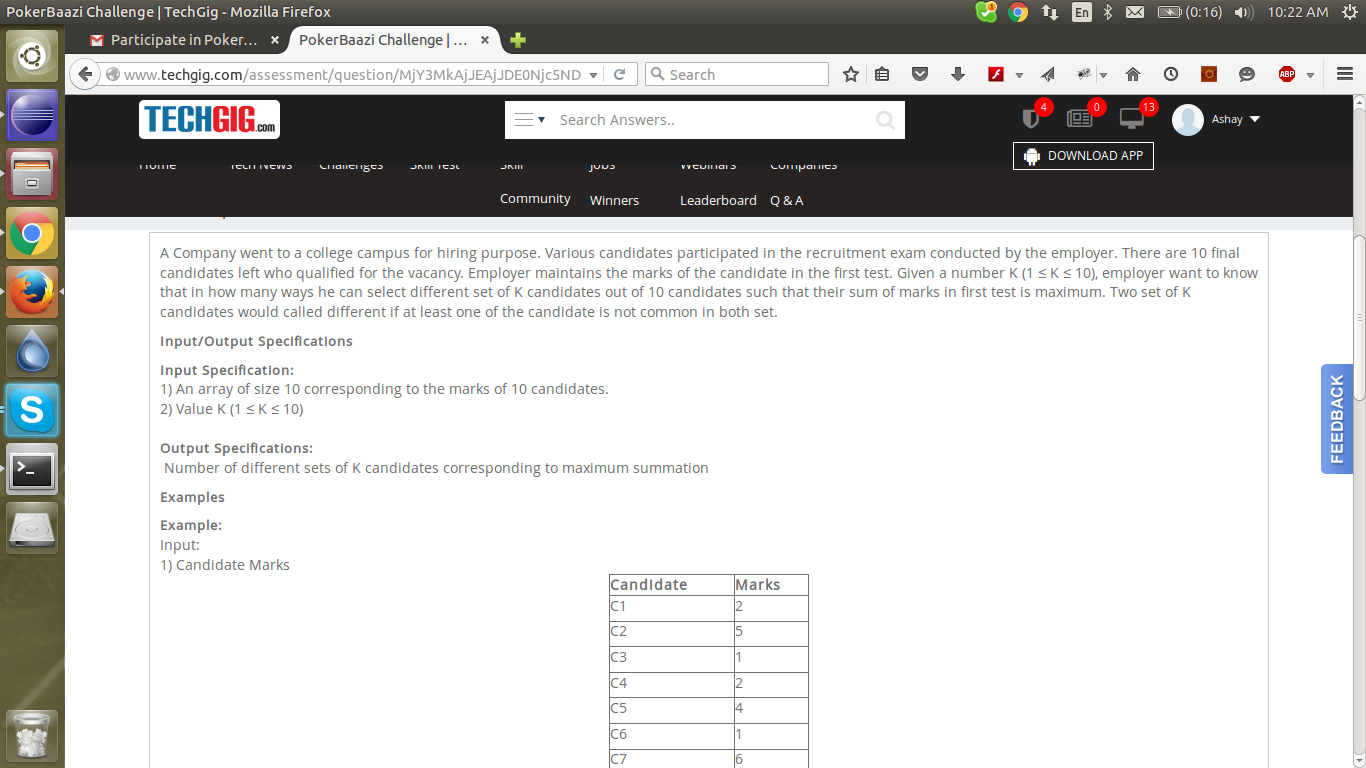 PokerBaazi Challenge | TechGig - Mozilla Firefox
En
(0:16)
10:22 AM
Participate in Poker... ×
PokerBaazi Challenge | ... ×
www.techgig.com/assessment/question/MjY3MkAjJEAjJDE0Njc5ND
Search
ABP
TECHGIG.com
Search Answers..
4
0
13
Ashay
DOWNLOAD APP
Home Tech News Challenges Skill Test Skill Jobs Webinars Companies
Community Winners Leaderboard Q & A
A Company went to a college campus for hiring purpose. Various candidates participated in the recruitment exam conducted by the employer. There are 10 final
candidates left who qualified for the vacancy. Employer maintains the marks of the candidate in the first test. Given a number K (1 ≤ K ≤ 10), employer want to know
that in how many ways he can select different set of K candidates out of 10 candidates such that their sum of marks in first test is maximum. Two set of K
candidates would called different if at least one of the candidate is not common in both set.
Input/Output Specifications
Input Specification:
1) An array of size 10 corresponding to the marks of 10 candidates.
2) Value K (1 ≤ K ≤ 10)
Output Specifications:
Number of different sets of K candidates corresponding to maximum summation
Examples
Example:
Input:
1) Candidate Marks
Candidate Marks
C1 2
C2 5
C3 1
C4 2
C5 4
C6 1
C7 6
FEEDBACK